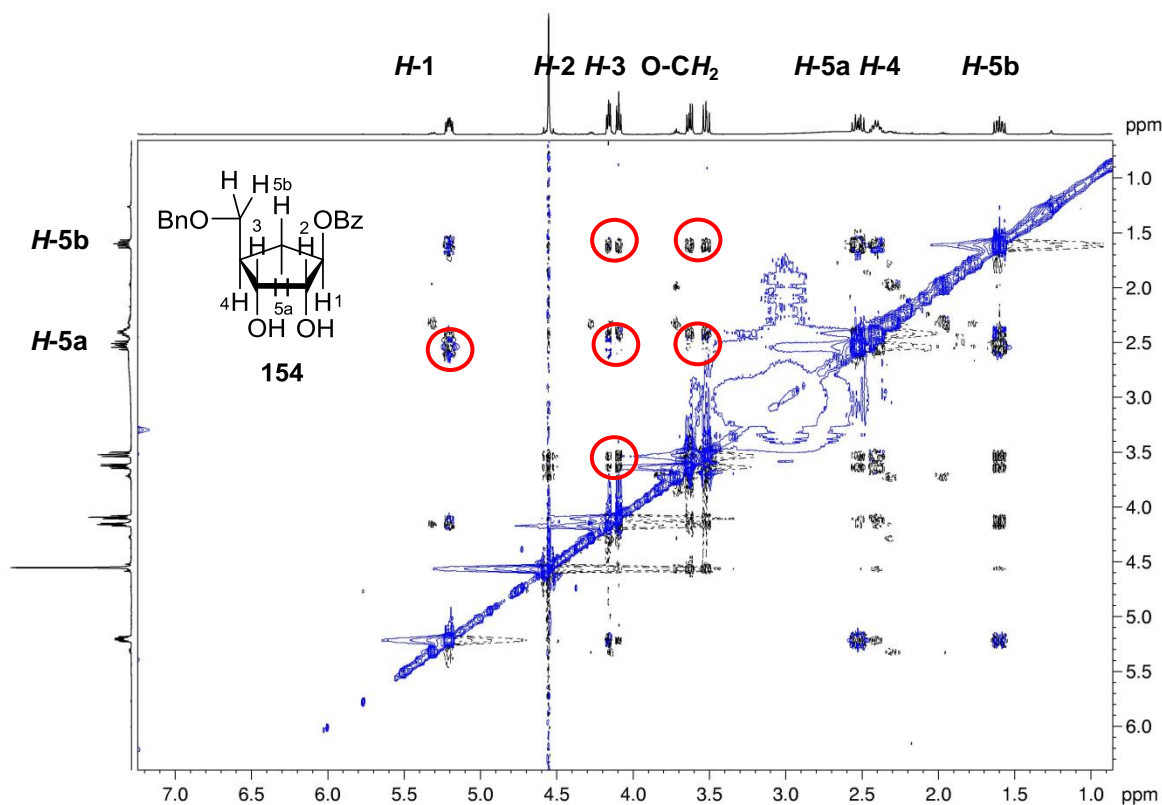 H-1 H-2 H-3 O-CH2 H-5a H-4 H-5b
ppm
H H 5b
BnO H OBz
3 H 2 H
H-5b
4 H H H H 1
5a
OH OH
H-5a
154
1.0
1.5
2.0
2.5
3.0
3.5
4.0
4.5
5.0
5.5
6.0
7.0 6.5 6.0 5.5 5.0 4.5 4.0 3.5 3.0 2.5 2.0 1.5 1.0 ppm